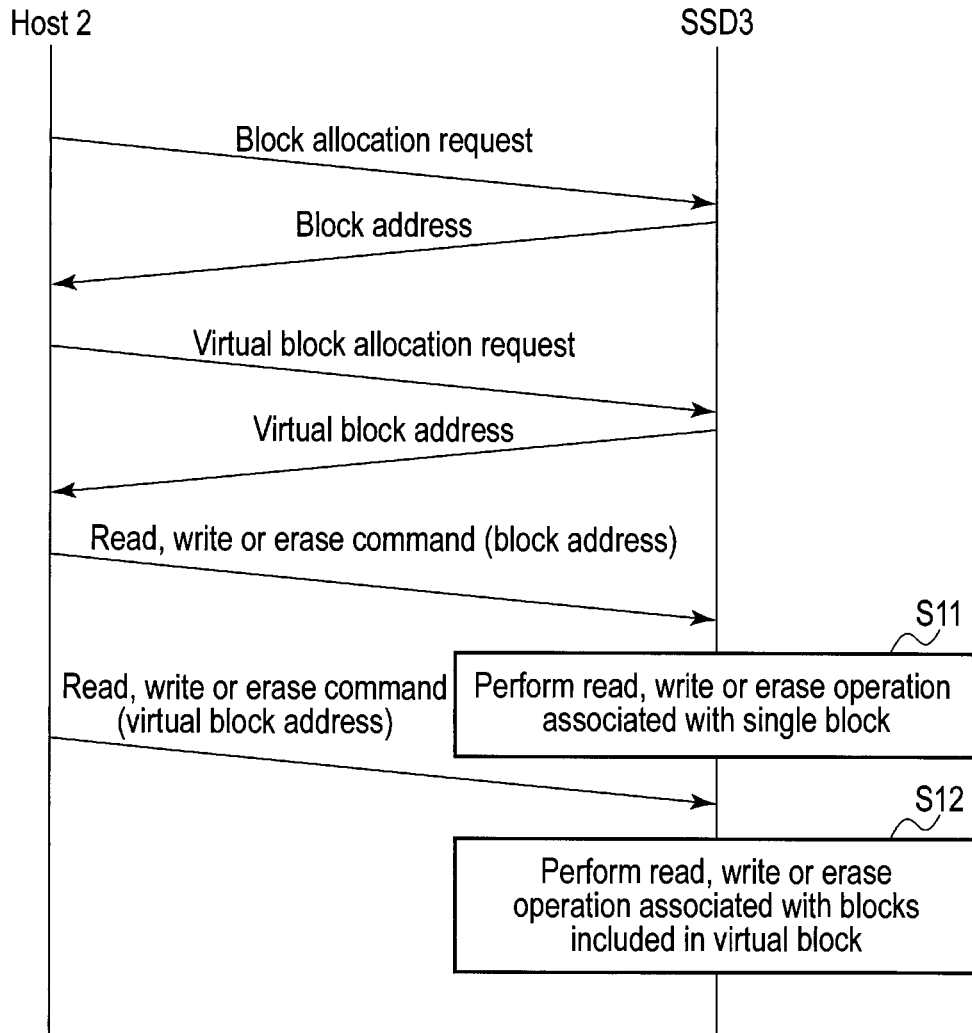 Host 2
SSD3
Block allocation request
Block address
Virtual block allocation request
Virtual block address
Read, write or erase command (block address)
S11
Perform read, write or erase operation
associated with single block
Read, write or erase command
(virtual block address)
S12
Perform read, write or erase
operation associated with blocks
included in virtual block